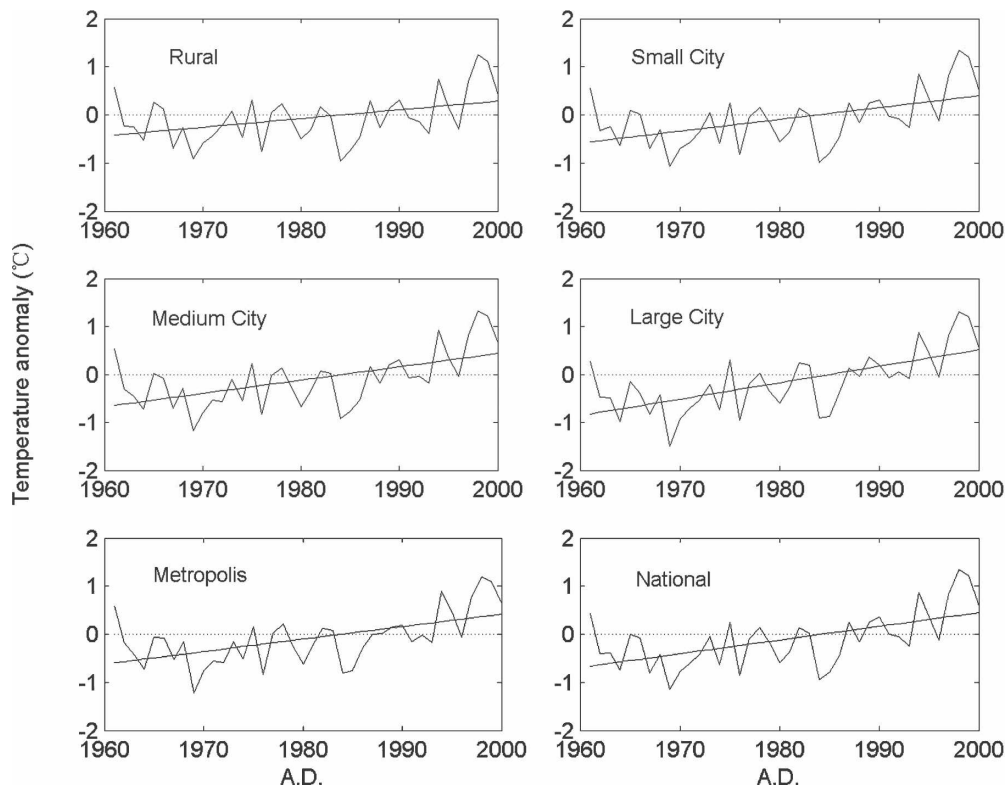 2
1
0
-1
-2
Rural
1960 1970 1980 1990 2000
2
1
0
-1
-2
Small City
1960 1970 1980 1990 2000
Temperature anomaly (℃)
2
1
0
-1
-2
Medium City
1960 1970 1980 1990 2000
2
1
0
-1
-2
Large City
1960 1970 1980 1990 2000
2
1
0
-1
-2
Metropolis
1960 1970 1980 1990 2000
A.D.
2
1
0
-1
-2
National
1960 1970 1980 1990 2000
A.D.